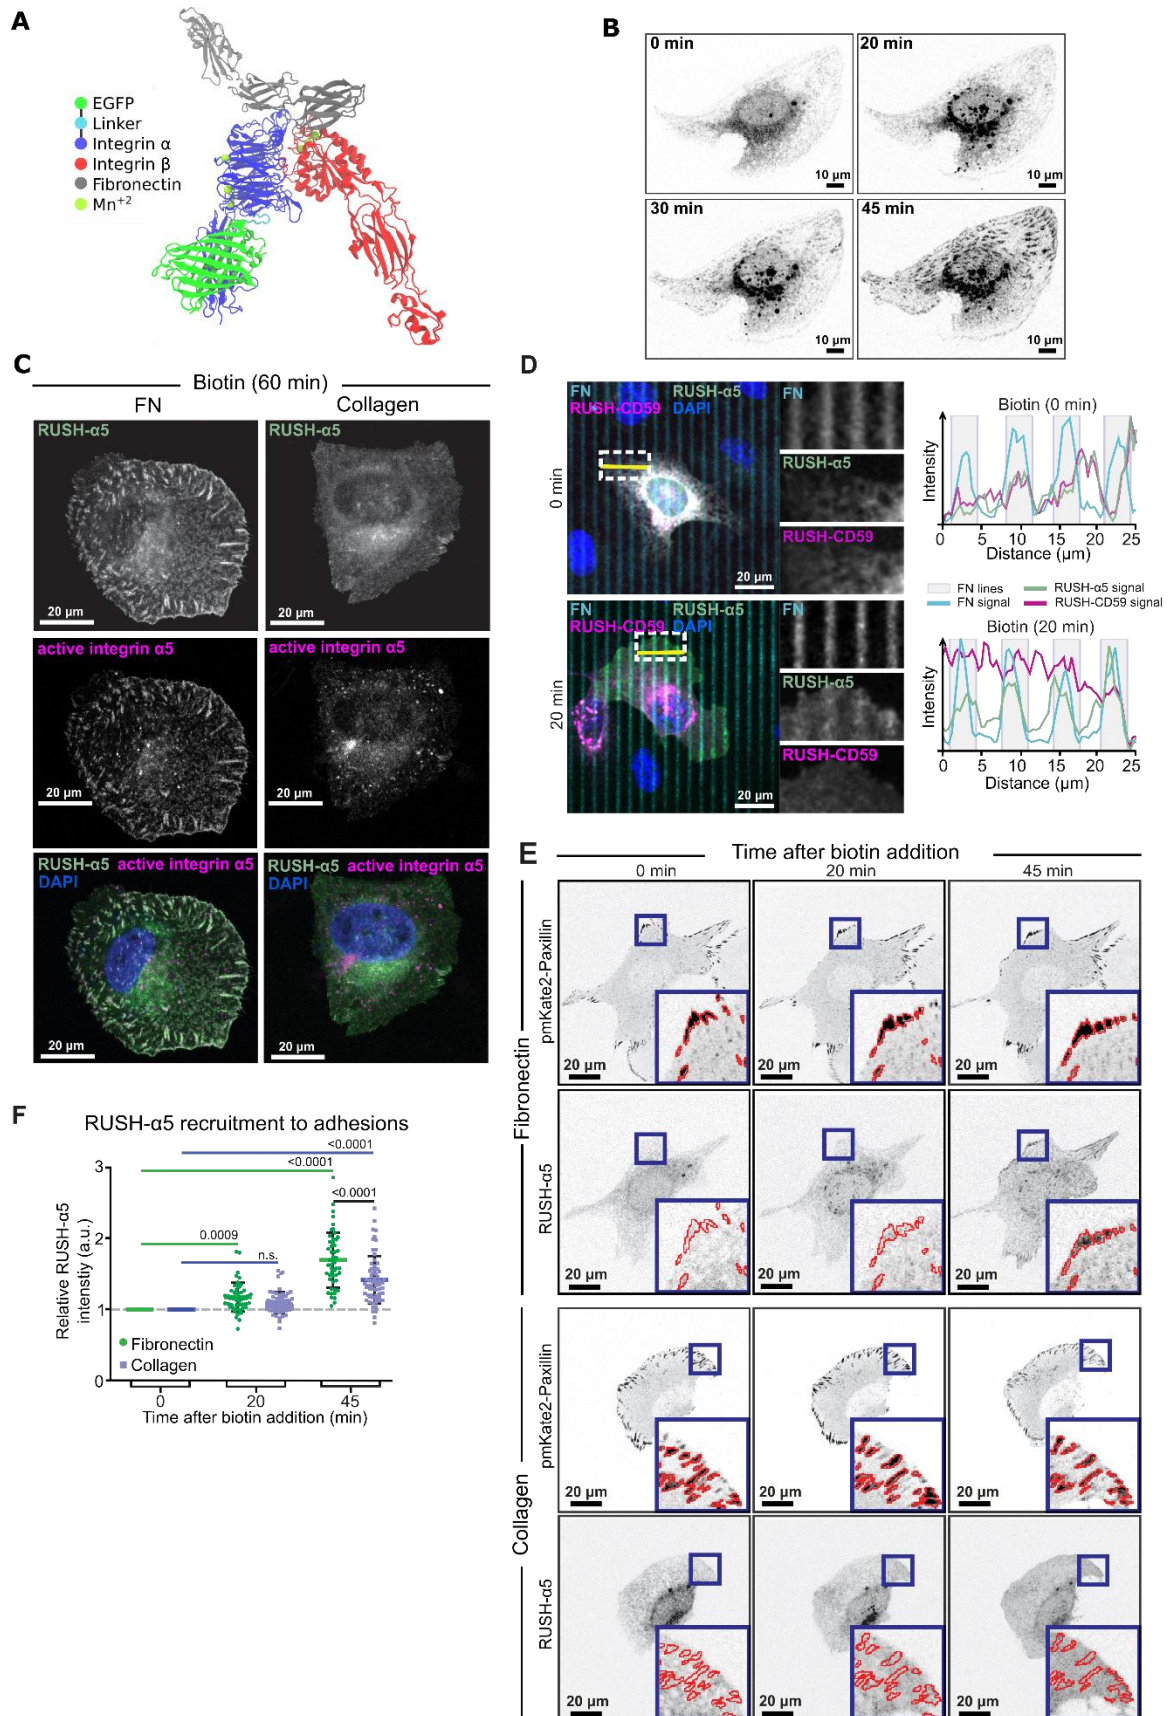 A
EGFP
Linker
Integrin α
Integrin β
Fibronectin
Mn+2
B
0 min
20 min
10 µm
10 µm
30 min
45 min
10 µm
10 µm
C
Biotin (60 min)
FN
Collagen
RUSH-α5
RUSH-α5
20 µm
20 µm
active integrin α5
active integrin α5
20 µm
20 µm
RUSH-α5 active integrin α5
DAPI
RUSH-α5 active integrin α5
DAPI
20 µm
20 µm
D
0 min
FN RUSH-α5
RUSH-CD59 DAPI
20 µm
FN
RUSH-α5
RUSH-CD59
20 min
FN RUSH-α5
RUSH-CD59 DAPI
20 µm
FN
RUSH-α5
RUSH-CD59
Biotin (0 min)
Intensity
0 5 10 15 20 25
Distance (µm)
FN lines
RUSH-α5 signal
FN signal
RUSH-CD59 signal
Biotin (20 min)
Intensity
0 5 10 15 20 25
Distance (µm)
E
Time after biotin addition
0 min
20 min
45 min
Fibronectin
pmKate2-Paxillin
20 µm
20 µm
20 µm
RUSH-α5
20 µm
20 µm
20 µm
Collagen
pmKate2-Paxillin
20 µm
20 µm
20 µm
RUSH-α5
20 µm
20 µm
20 µm
F
RUSH-α5 recruitment to adhesions
Relative RUSH-α5
intenstiy (a.u.)
3
2
1
0
<0.0001
<0.0001
<0.0001
0.0009
n.s.
Fibronectin
Collagen
0
20
45
Time after biotin addition (min)